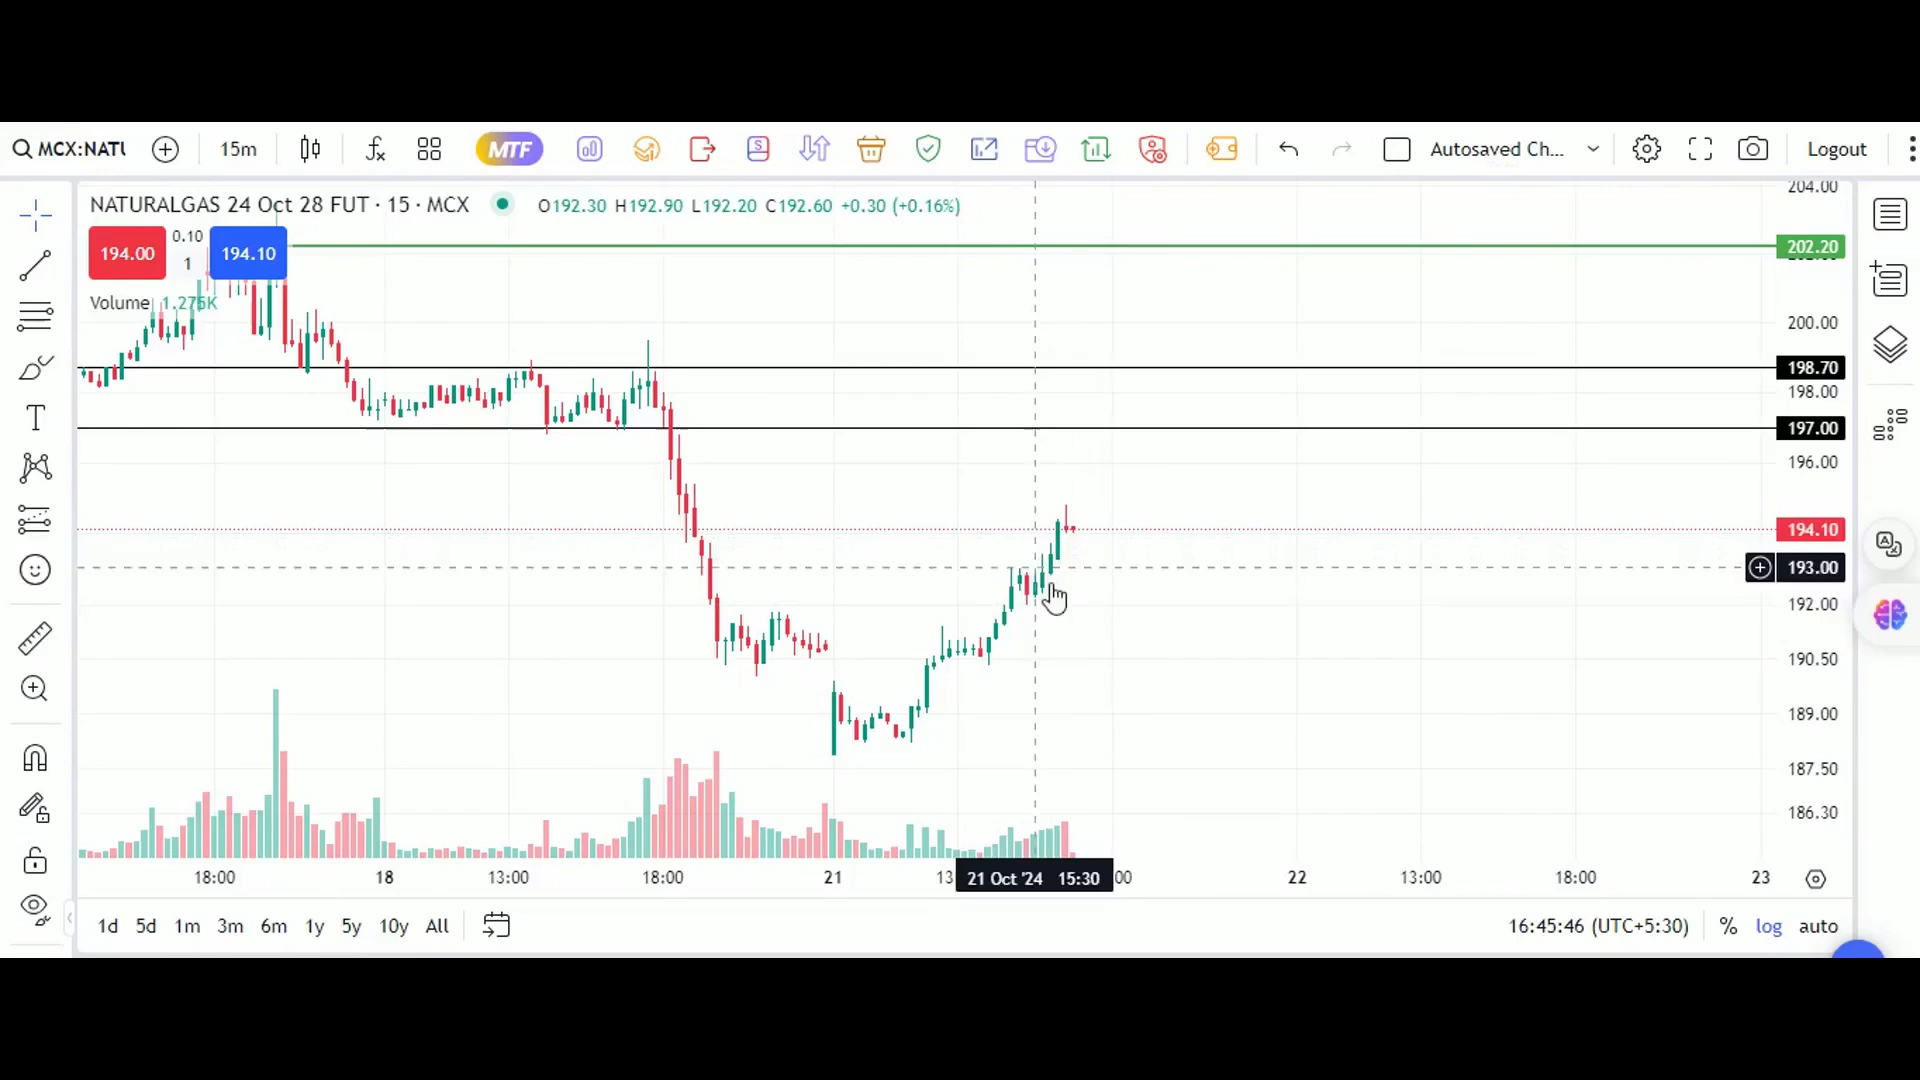 MCX:NATU 15m MTF Autosaved Ch... Logout
NATURALGAS 24 Oct 28 FUT · 15 · MCX O192.30 H192.90 L192.20 C192.60 +0.30 (+0.16%)
194.00 0.10 1 194.10
Volume 1.275K
204.00
202.20
200.00
198.70
198.00
197.00
196.00
194.10
193.00
192.00
190.50
189.00
187.50
186.30
18:00 18 13:00 18:00 21 13 21 Oct '24 15:30 :00 22 13:00 18:00 23
1d 5d 1m 3m 6m 1y 5y 10y All 16:45:46 (UTC+5:30) % log auto